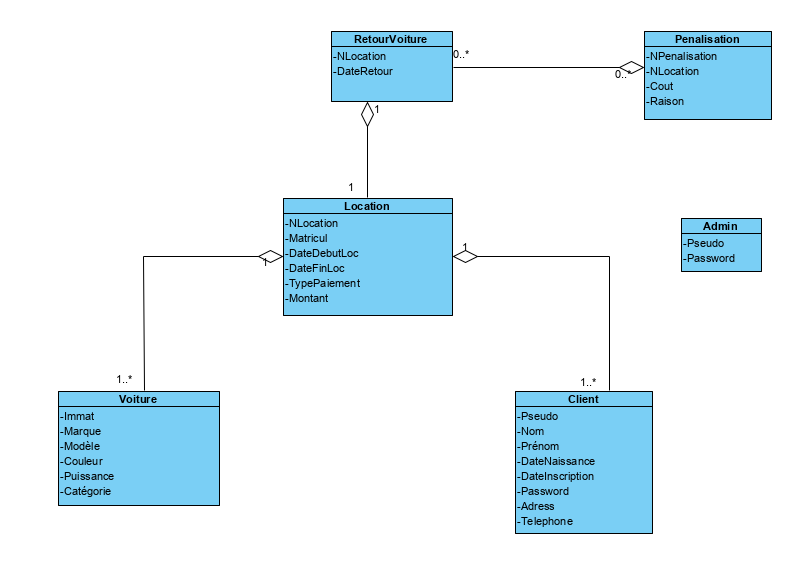 RetourVoiture
-NLocation
-DateRetour
0..*
0..*
Penalisation
-NPenalisation
-NLocation
-Cout
-Raison
1
1
Location
-NLocation
-Matricul
-DateDebutLoc
-DateFinLoc
-TypePaiement
-Montant
1
1
Admin
-Pseudo
-Password
1..*
Voiture
-Immat
-Marque
-Modèle
-Couleur
-Puissance
-Catégorie
1..*
Client
-Pseudo
-Nom
-Prénom
-DateNaissance
-DateInscription
-Password
-Adress
-Telephone